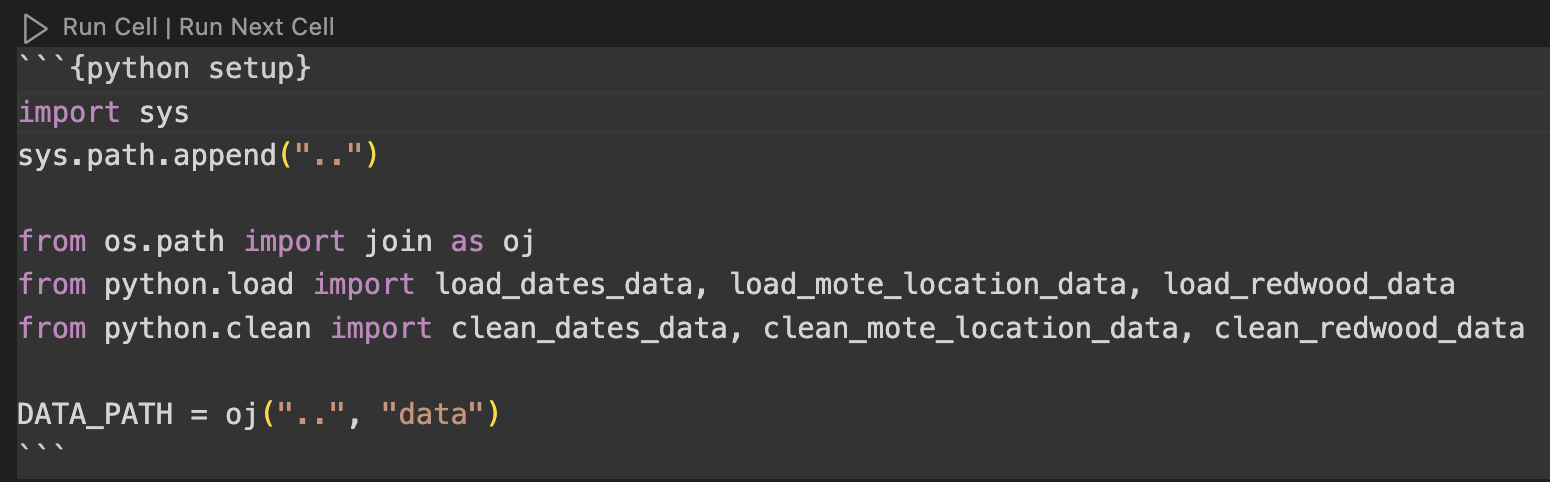 Run Cell | Run Next Cell
```{python setup}
import sys
sys.path.append("..")
from os.path import join as oj
from python.load import load_dates_data, load_mote_location_data, load_redwood_data
from python.clean import clean_dates_data, clean_mote_location_data, clean_redwood_data
DATA_PATH = oj("..", "data")
```